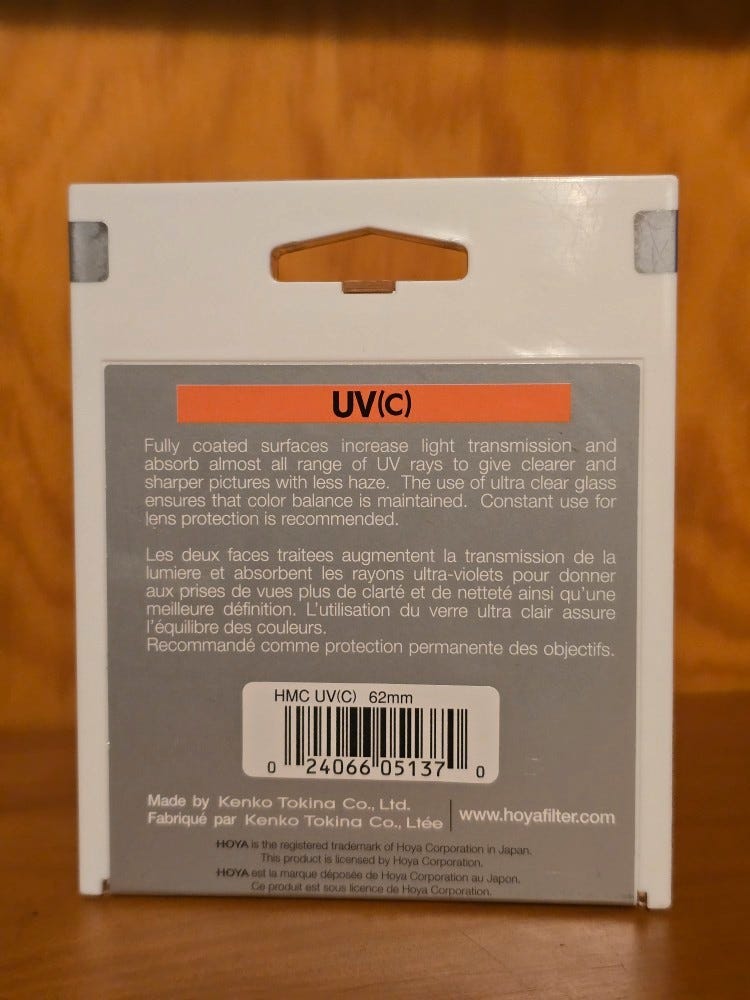 UV(C)
Fully coated surfaces increase light transmission and
absorb almost all range of UV rays to give clearer and
sharper pictures with less haze. The use of ultra clear glass
ensures that color balance is maintained. Constant use for
lens protection is recommended.
Les deux faces traitees augmentent la transmission de la
lumiere et absorbent les rayons ultra-violets pour donner
aux prises de vues plus de clarté et de netteté ainsi qu'une
meilleure définition. L'utilisation du verre ultra clair assure
l'équilibre des couleurs.
Recommandé comme protection permanente des objectifs.
HMC UV(C) 62mm
0 24066 05137 0
Made by Kenko Tokina Co., Ltd.
Fabriqué par Kenko Tokina Co., Ltée
www.hoyafilter.com
HOYA is the registered trademark of Hoya Corporation in Japan.
This product is licensed by Hoya Corporation.
HOYA est la marque déposée de Hoya Corporation au Japon.
Ce produit est sous licence de Hoya Corporation.